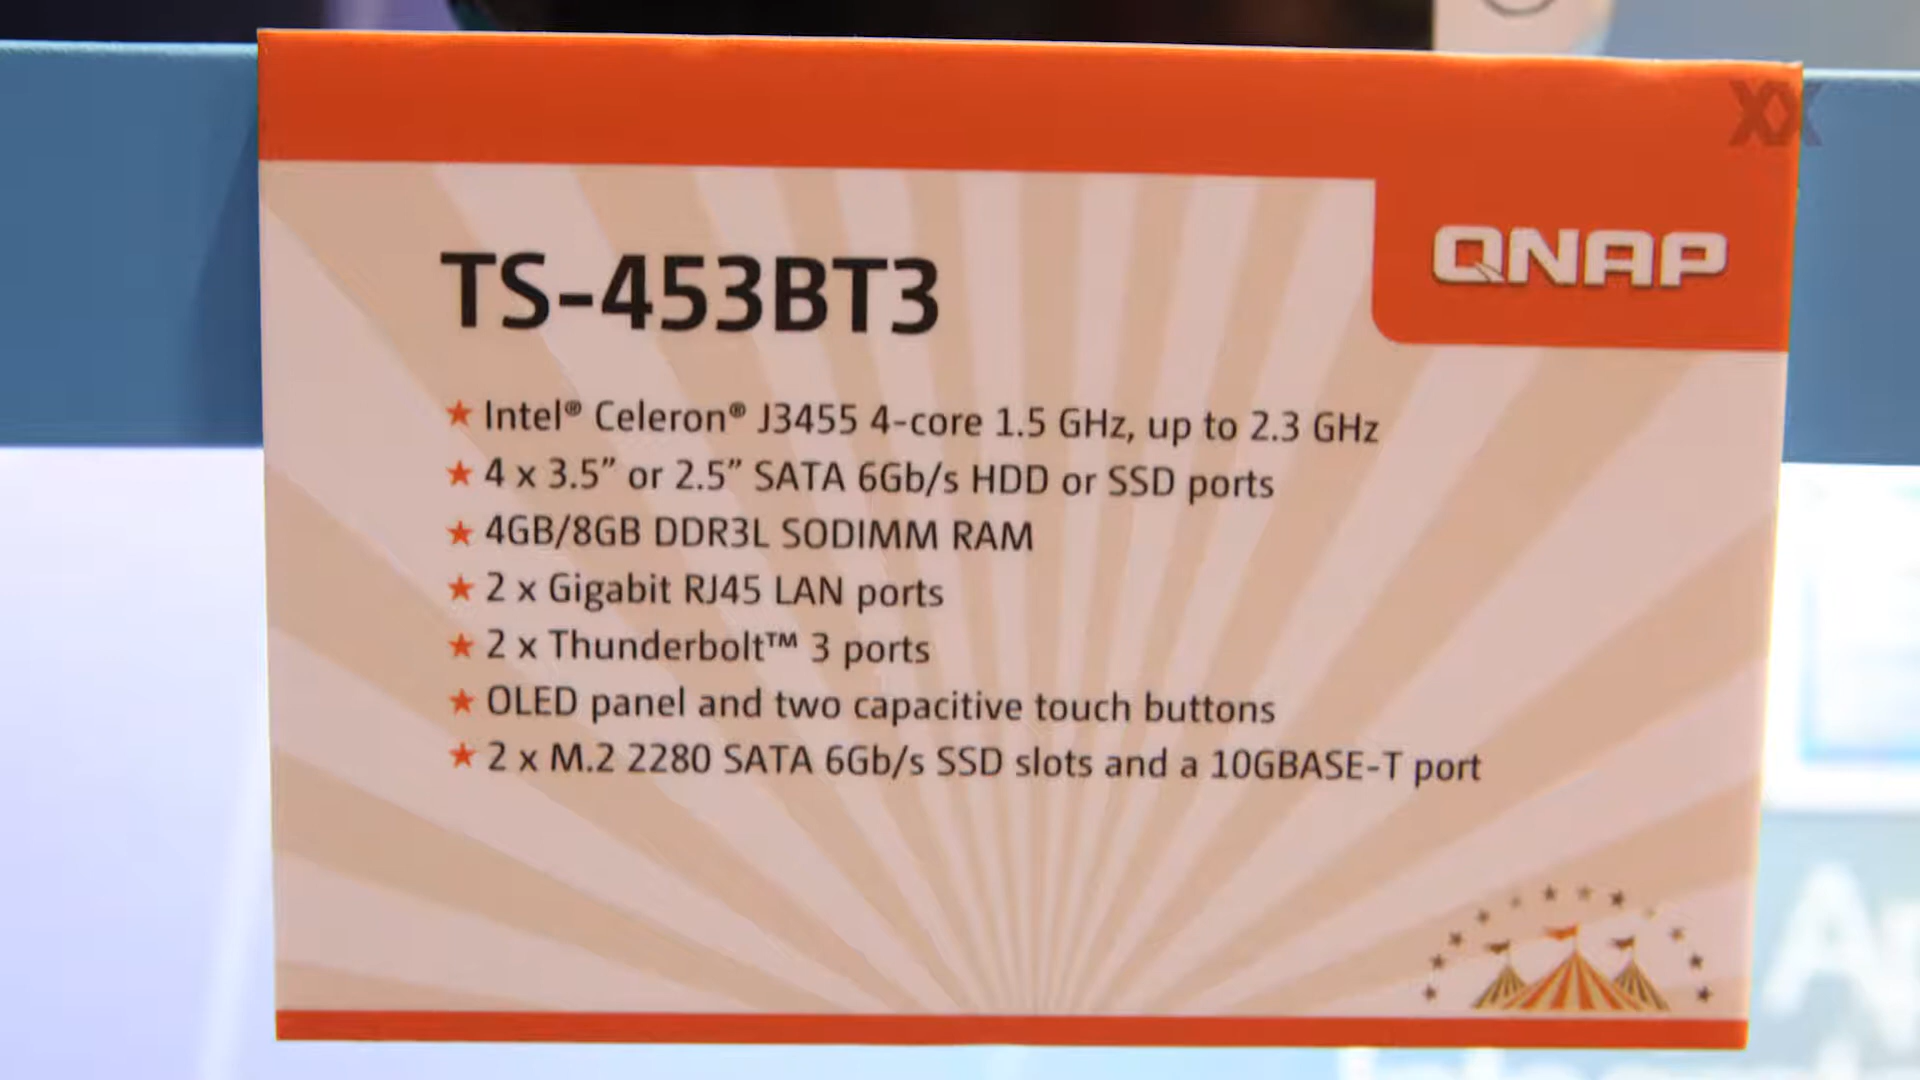 QNAP
TS-453BT3
★ Intel® Celeron® J3455 4-core 1.5 GHz, up to 2.3 GHz
★ 4 x 3.5” or 2.5” SATA 6Gb/s HDD or SSD ports
★ 4GB/8GB DDR3L SODIMM RAM
★ 2 x Gigabit RJ45 LAN ports
★ 2 x Thunderbolt™ 3 ports
★ OLED panel and two capacitive touch buttons
★ 2 x M.2 2280 SATA 6Gb/s SSD slots and a 10GBASE-T port